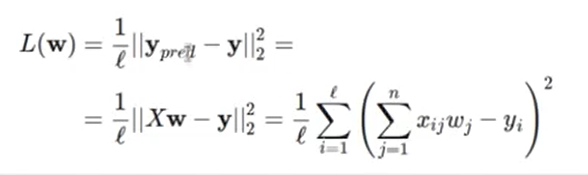 L(w) = 1/ℓ ||y_pred − y||₂² =
= 1/ℓ ||Xw − y||₂² = 1/ℓ ∑_{i=1}^{ℓ} (∑_{j=1}^{n} x_{ij}w_j − y_i)²